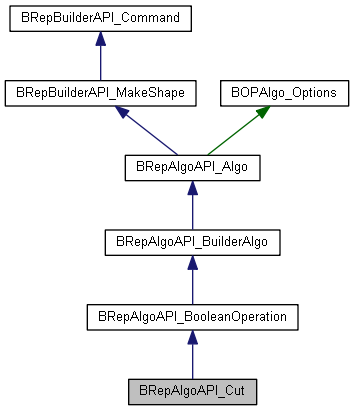 BRepBuilderAPI_Command
BRepBuilderAPI_MakeShape
BOPAlgo_Options
BRepAlgoAPI_Algo
BRepAlgoAPI_BuilderAlgo
BRepAlgoAPI_BooleanOperation
BRepAlgoAPI_Cut